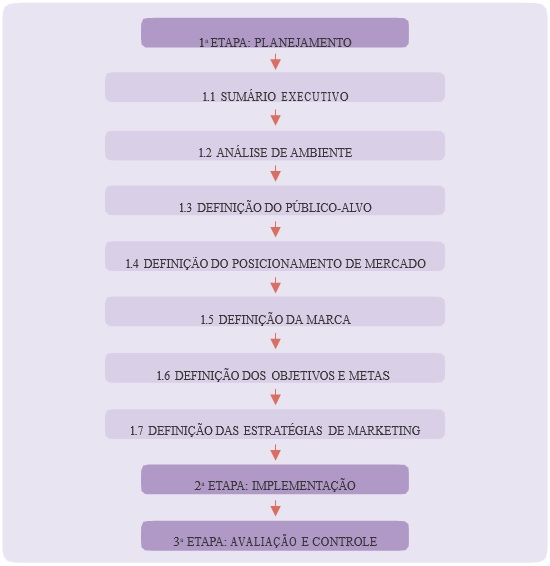 1ª ETAPA: PLANEJAMENTO
1.1 SUMÁRIO EXECUTIVO
1.2 ANÁLISE DE AMBIENTE
1.3 DEFINIÇÃO DO PÚBLICO-ALVO
1.4 DEFINIÇÃO DO POSICIONAMENTO DE MERCADO
1.5 DEFINIÇÃO DA MARCA
1.6 DEFINIÇÃO DOS OBJETIVOS E METAS
1.7 DEFINIÇÃO DAS ESTRATÉGIAS DE MARKETING
2ª ETAPA: IMPLEMENTAÇÃO
3ª ETAPA: AVALIAÇÃO E CONTROLE